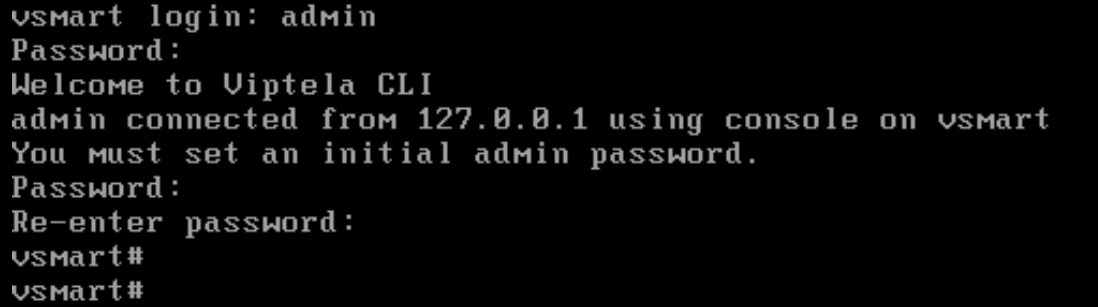 vsmart login: admin
Password:
Welcome to Viptela CLI
admin connected from 127.0.0.1 using console on vsmart
You must set an initial admin password.
Password:
Re-enter password:
vsmart#
vsmart#